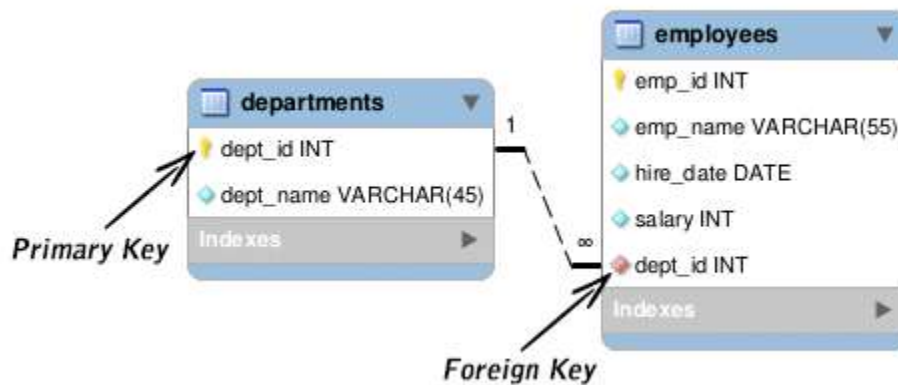 departments
dept_id INT
dept_name VARCHAR(45)
Indexes
Primary Key
1
∞
employees
emp_id INT
emp_name VARCHAR(55)
hire_date DATE
salary INT
dept_id INT
Indexes
Foreign Key